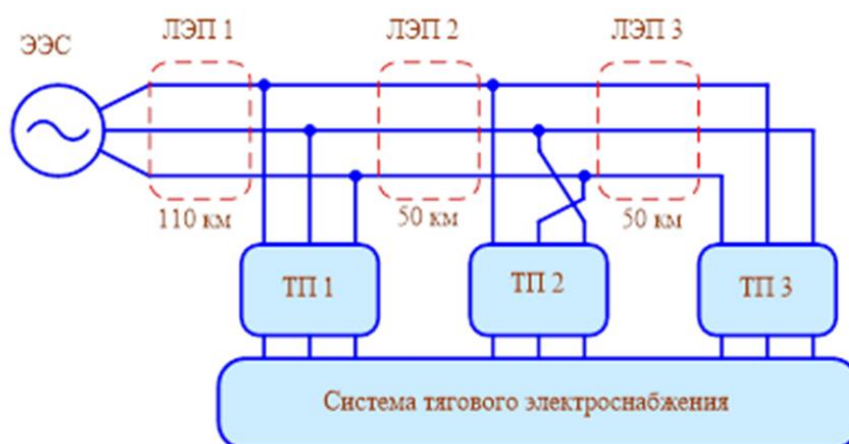 ЭЭС
ЛЭП 1
ЛЭП 2
ЛЭП 3
110 км
50 км
50 км
ТП 1
ТП 2
ТП 3
Система тягового электроснабжения